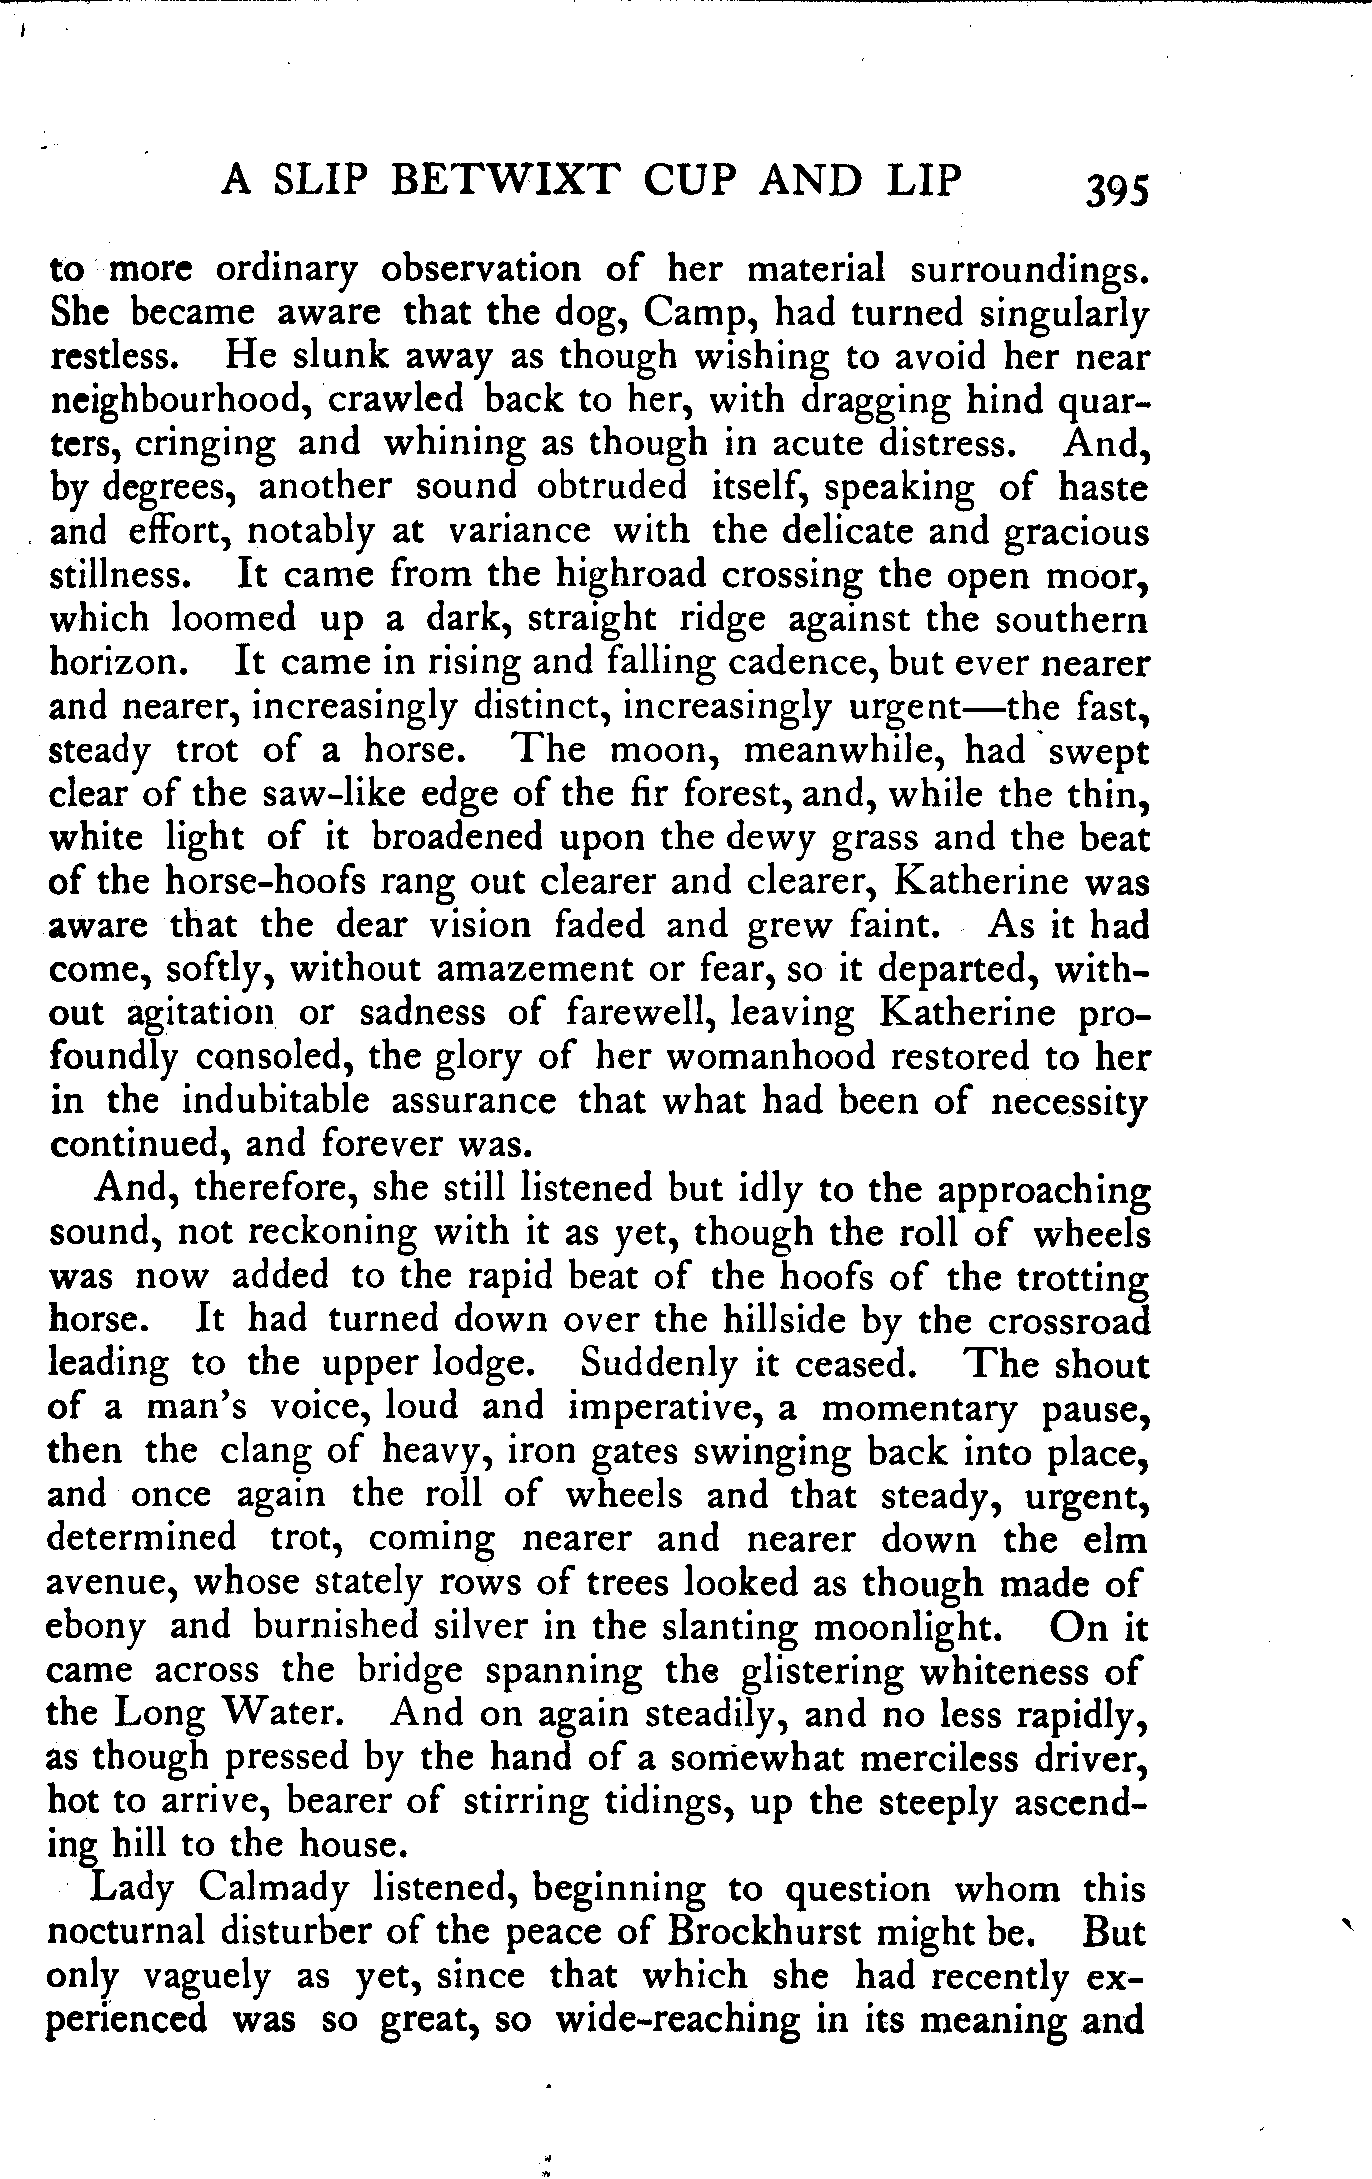 A SLIP BETWIXT CUP AND LIP 395
to more ordinary observation of her material surroundings.
She became aware that the dog, Camp, had turned singularly
restless. He slunk away as though wishing to avoid her near
neighbourhood, crawled back to her, with dragging hind quar-
ters, cringing and whining as though in acute distress. And,
by degrees, another sound obtruded itself, speaking of haste
and effort, notably at variance with the delicate and gracious
stillness. It came from the highroad crossing the open moor,
which loomed up a dark, straight ridge against the southern
horizon. It came in rising and falling cadence, but ever nearer
and nearer, increasingly distinct, increasingly urgent—the fast,
steady trot of a horse. The moon, meanwhile, had swept
clear of the saw-like edge of the fir forest, and, while the thin,
white light of it broadened upon the dewy grass and the beat
of the horse-hoofs rang out clearer and clearer, Katherine was
aware that the dear vision faded and grew faint. As it had
come, softly, without amazement or fear, so it departed, with-
out agitation or sadness of farewell, leaving Katherine pro-
foundly consoled, the glory of her womanhood restored to her
in the indubitable assurance that what had been of necessity
continued, and forever was.
And, therefore, she still listened but idly to the approaching
sound, not reckoning with it as yet, though the roll of wheels
was now added to the rapid beat of the hoofs of the trotting
horse. It had turned down over the hillside by the crossroad
leading to the upper lodge. Suddenly it ceased. The shout
of a man's voice, loud and imperative, a momentary pause,
then the clang of heavy, iron gates swinging back into place,
and once again the roll of wheels and that steady, urgent,
determined trot, coming nearer and nearer down the elm
avenue, whose stately rows of trees looked as though made of
ebony and burnished silver in the slanting moonlight. On it
came across the bridge spanning the glistering whiteness of
the Long Water. And on again steadily, and no less rapidly,
as though pressed by the hand of a somewhat merciless driver,
hot to arrive, bearer of stirring tidings, up the steeply ascend-
ing hill to the house.
Lady Calmady listened, beginning to question whom this
nocturnal disturber of the peace of Brockhurst might be. But
only vaguely as yet, since that which she had recently ex-
perienced was so great, so wide-reaching in its meaning and